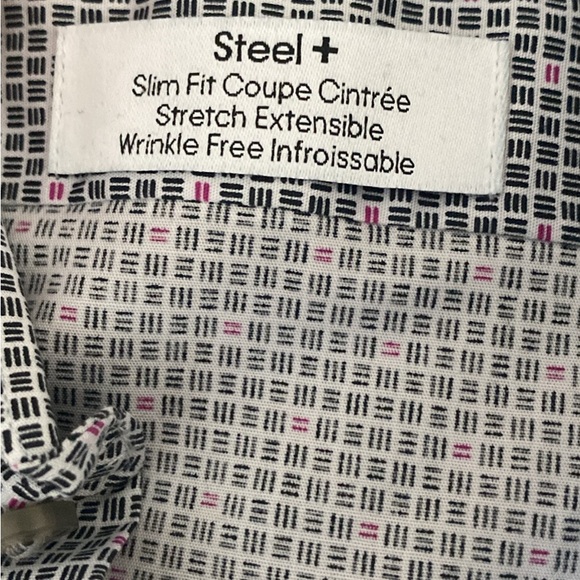 Steel +
Slim Fit Coupe Cintrée
Stretch Extensible
Wrinkle Free Infroissable